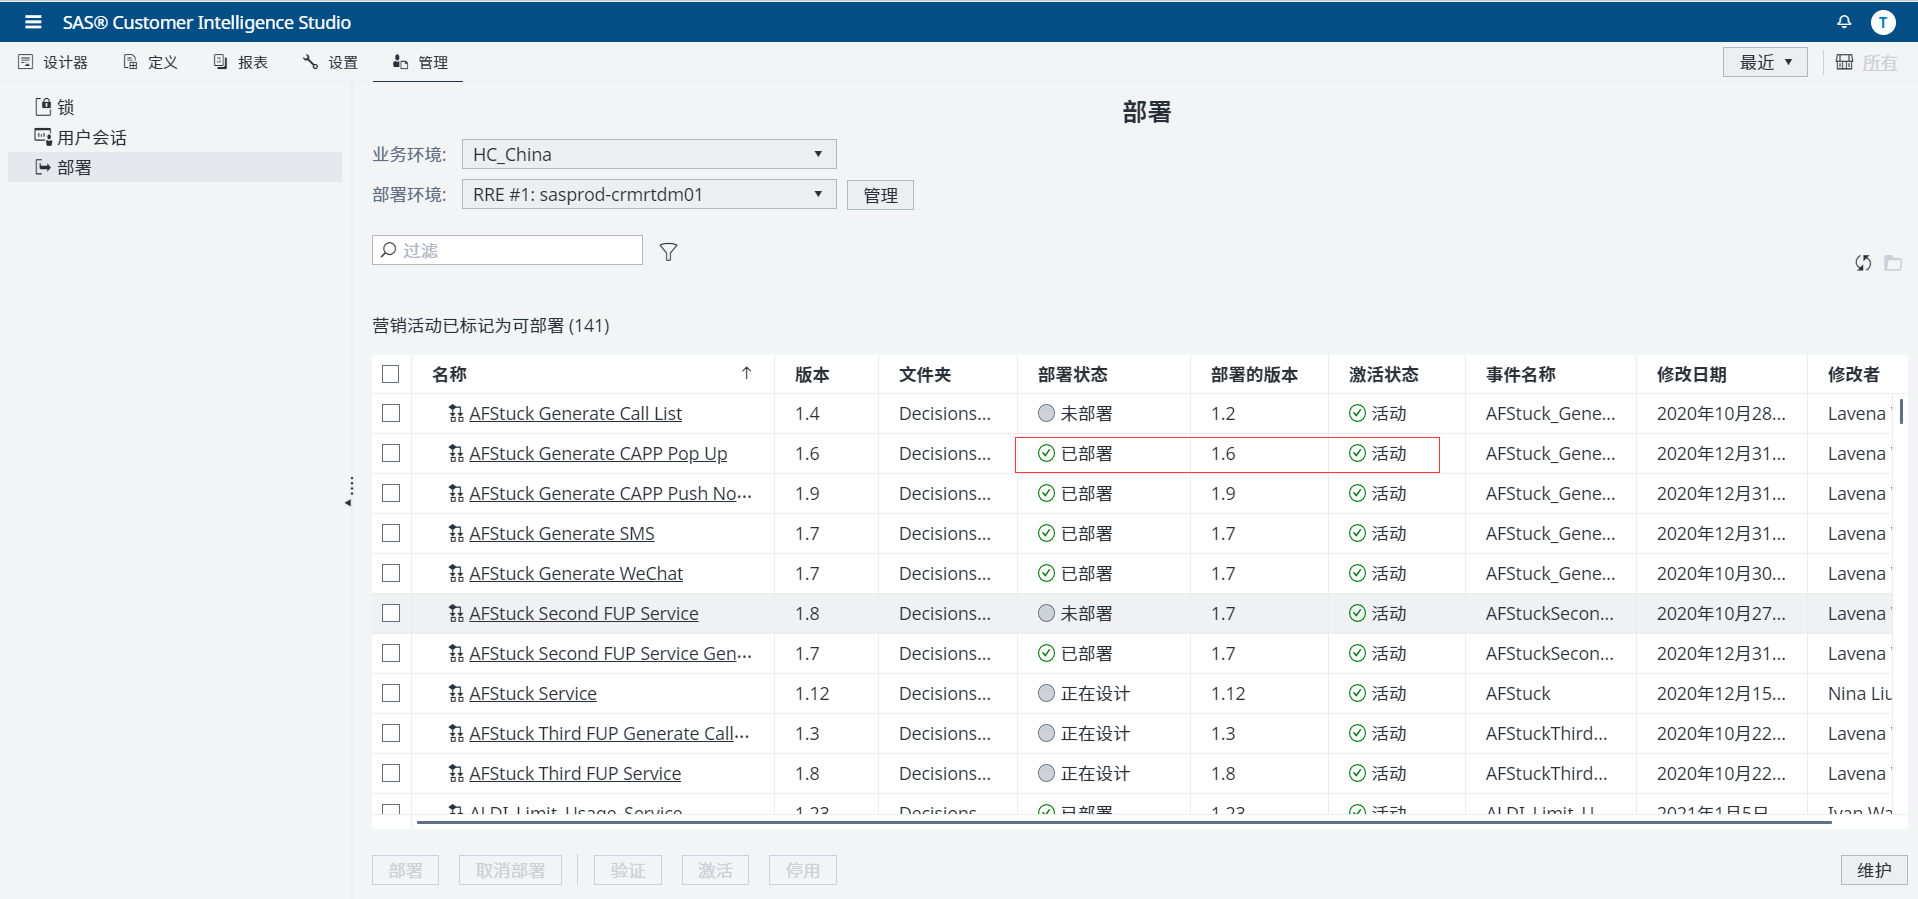 SAS® Customer Intelligence Studio
T
设计器 定义 报表 设置 管理 最近 所有
锁
用户会话
部署
部署
业务环境: HC_China
部署环境: RRE #1: sasprod-crmrtdm01 管理
过滤
营销活动已标记为可部署 (141)
名称 版本 文件夹 部署状态 部署的版本 激活状态 事件名称 修改日期 修改者
AFStuck Generate Call List 1.4 Decisions... 未部署 1.2 活动 AFStuck_Gene... 2020年10月28... Lavena
AFStuck Generate CAPP Pop Up 1.6 Decisions... 已部署 1.6 活动 AFStuck_Gene... 2020年12月31... Lavena
AFStuck Generate CAPP Push No... 1.9 Decisions... 已部署 1.9 活动 AFStuck_Gene... 2020年12月31... Lavena
AFStuck Generate SMS 1.7 Decisions... 已部署 1.7 活动 AFStuck_Gene... 2020年12月31... Lavena
AFStuck Generate WeChat 1.7 Decisions... 已部署 1.7 活动 AFStuck_Gene... 2020年10月30... Lavena
AFStuck Second FUP Service 1.8 Decisions... 未部署 1.7 活动 AFStuckSecon... 2020年10月27... Lavena
AFStuck Second FUP Service Gen... 1.7 Decisions... 已部署 1.7 活动 AFStuckSecon... 2020年12月31... Lavena
AFStuck Service 1.12 Decisions... 正在设计 1.12 活动 AFStuck 2020年12月15... Nina Liu
AFStuck Third FUP Generate Call... 1.3 Decisions... 正在设计 1.3 活动 AFStuckThird... 2020年10月22... Lavena
AFStuck Third FUP Service 1.8 Decisions... 正在设计 1.8 活动 AFStuckThird... 2020年10月22... Lavena
ALDI_Limit_Usage_Service 1.23 Decisions... 已部署 1.23 活动 ALDI_Limit_U... 2021年1月5日... Ivan Wa
部署 取消部署 验证 激活 停用 维护